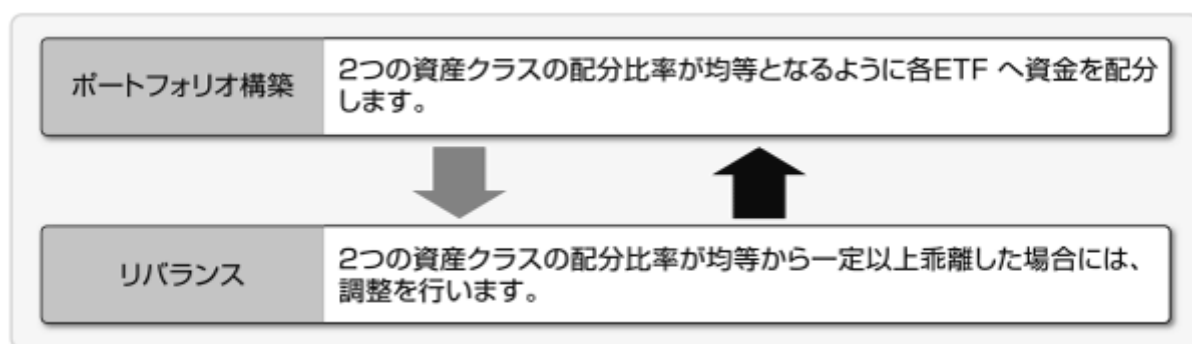 ポートフォリオ構築
2つの資産クラスの配分比率が均等となるように各ETF へ資金を配分
します。
リバランス
2つの資産クラスの配分比率が均等から一定以上乖離した場合には、
調整を行います。